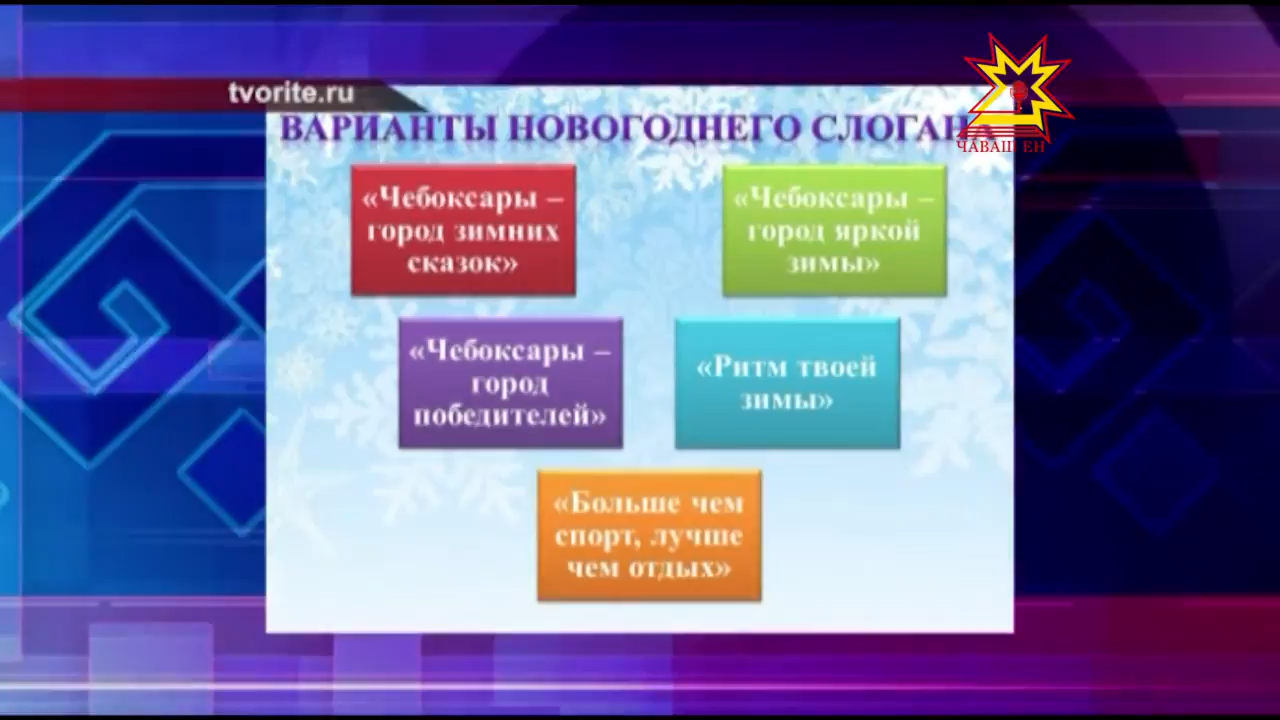 tvorite.ru
ВАРИАНТЫ НОВОГОДНЕГО СЛОГАНА
ЧАВАШ ЕН
«Чебоксары –
город зимних
сказок»
«Чебоксары –
город яркой
зимы»
«Чебоксары –
город
победителей»
«Ритм твоей
зимы»
«Больше чем
спорт, лучше
чем отдых»